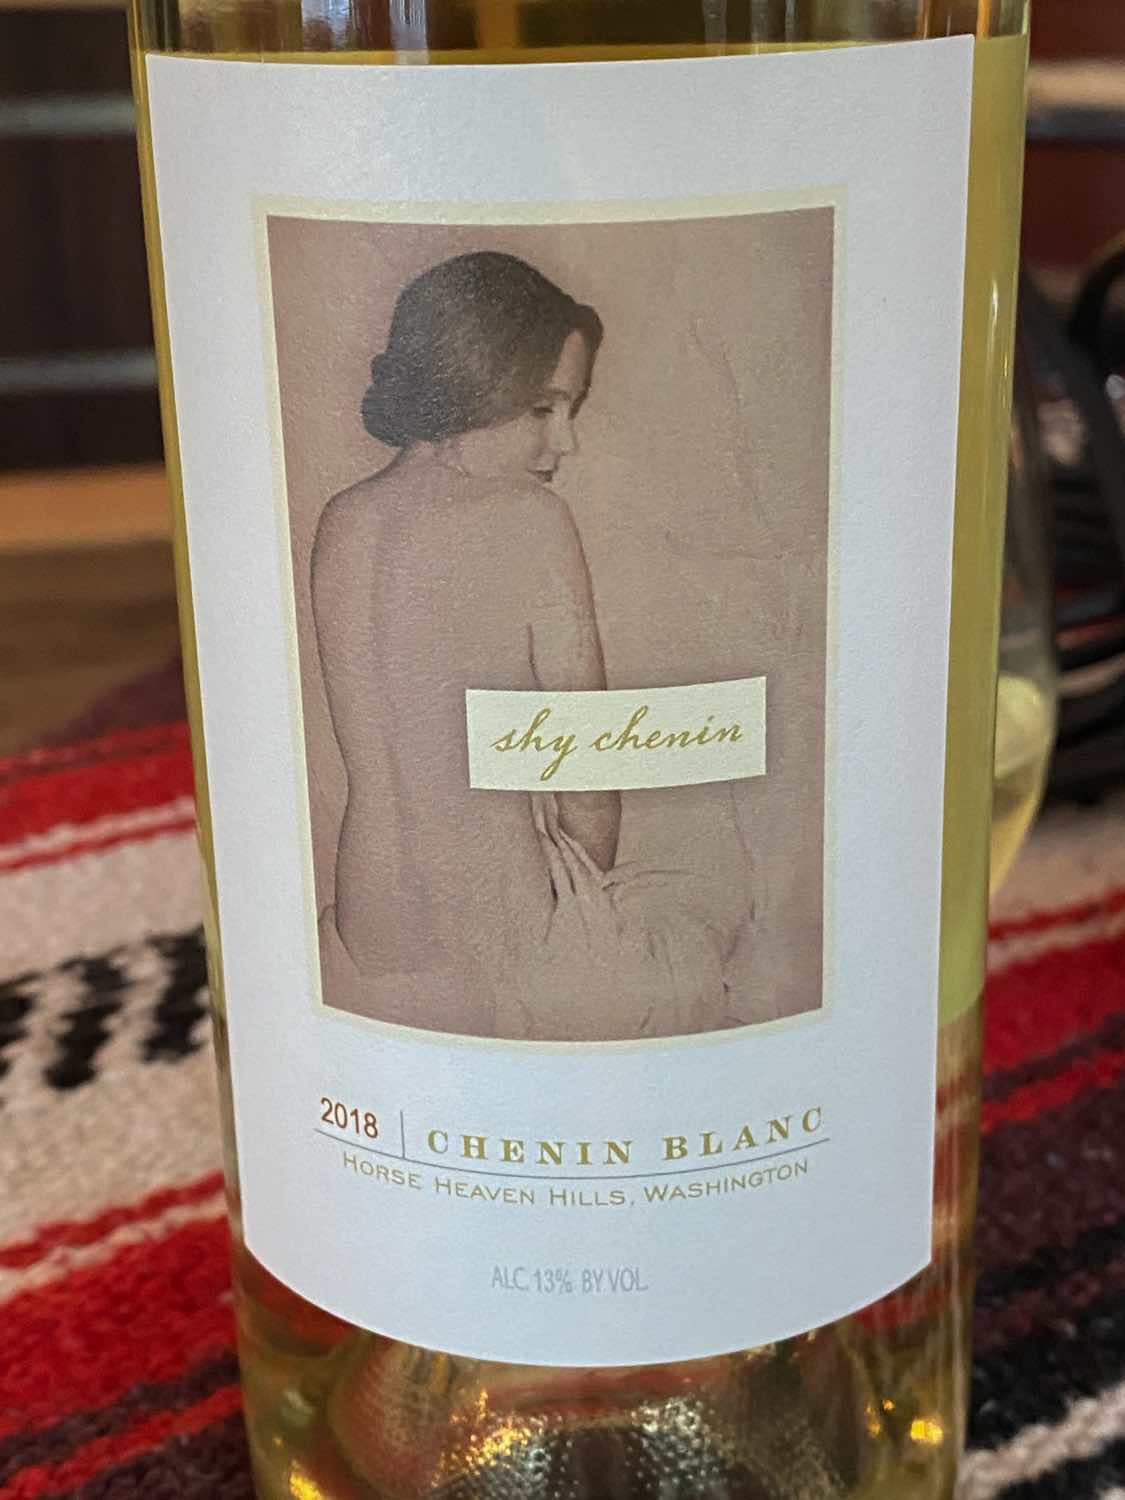 shy chenin
2018 | CHENIN BLANC
HORSE HEAVEN HILLS, WASHINGTON
ALC. 13% BY VOL